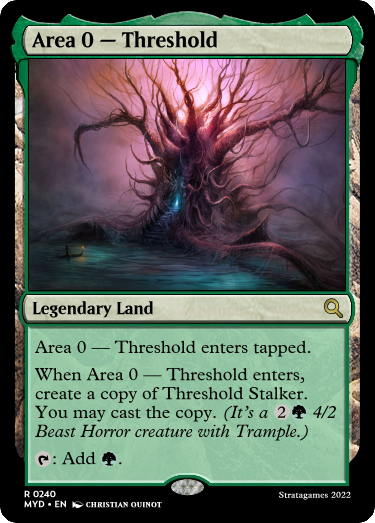 Area 0 — Threshold
Legendary Land
Area 0 — Threshold enters tapped.
When Area 0 — Threshold enters,
create a copy of Threshold Stalker.
You may cast the copy. (It's a 2 4/2
Beast Horror creature with Trample.)
: Add .
R 0240
MYD • EN CHRISTIAN QUINOT
Stratagames 2022